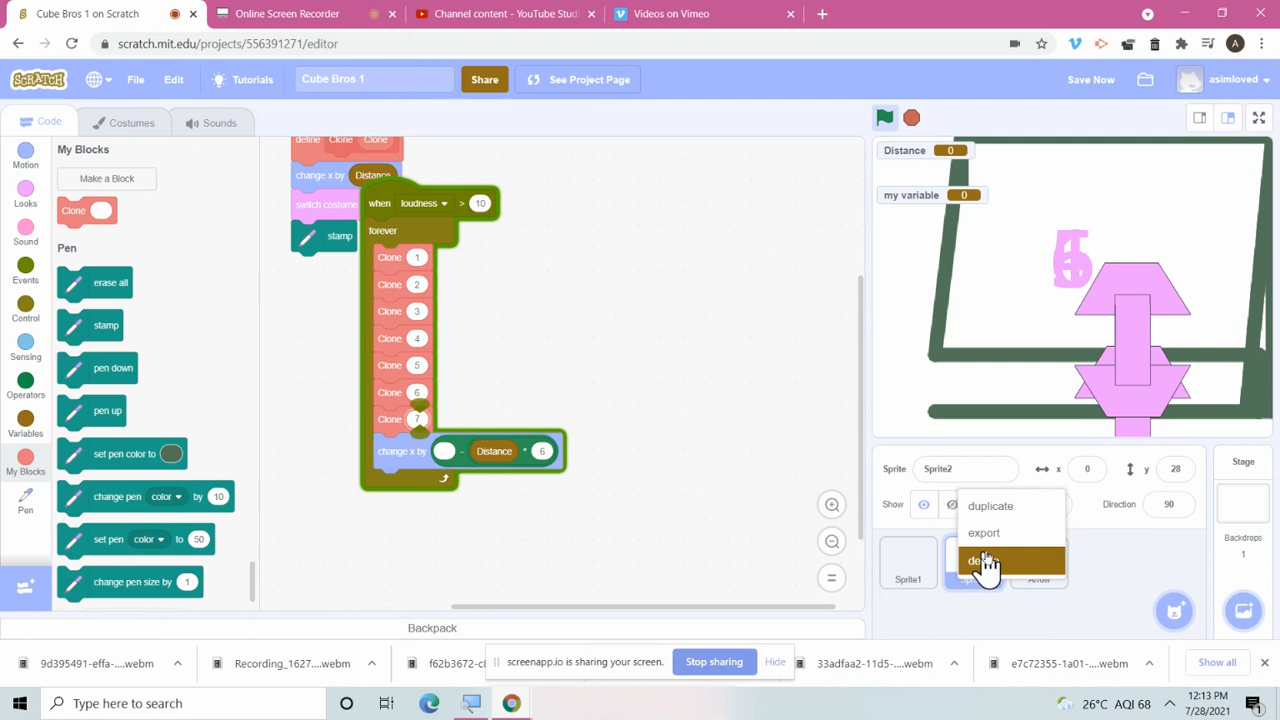 Cube Bros 1 on Scratch
Online Screen Recorder
Channel content - YouTube Studi
Videos on Vimeo
scratch.mit.edu/projects/556391271/editor
A
SCRATCH
File
Edit
Tutorials
Cube Bros 1
Share
See Project Page
Save Now
asimloved
Code
Costumes
Sounds
Motion
Looks
Sound
Events
Control
Sensing
Operators
Variables
My Blocks
Pen
My Blocks
Make a Block
Clone
Pen
erase all
stamp
pen down
pen up
set pen color to
change pen color by 10
set pen color to 50
change pen size by 1
define Clone Clone
change x by Distance
switch costume
stamp
when loudness > 10
forever
Clone 1
Clone 2
Clone 3
Clone 4
Clone 5
Clone 6
Clone 7
change x by - Distance * 6
Distance 0
my variable 0
Sprite Sprite2 x 0 y 28
Show Direction 90
duplicate
export
Sprite1
Arrow
Stage
Backdrops
1
Backpack
9d395491-effa-....webm
Recording_1627....webm
f62b3672-c8
screenapp.io is sharing your screen.
Stop sharing
Hide
33adfaa2-11d5-....webm
e7c72355-1a01-....webm
Show all
Type here to search
26°C AQI 68
12:13 PM
7/28/2021
1